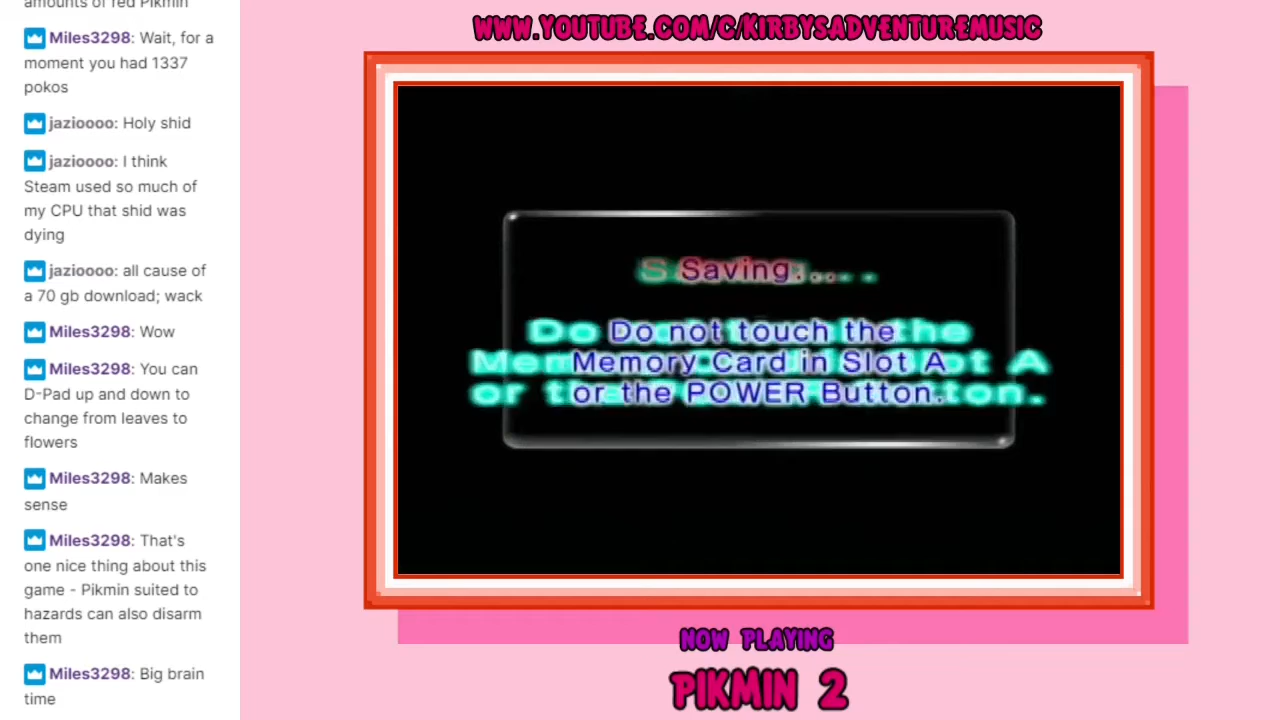 amounts of red Pikmin
Miles3298: Wait, for a
moment you had 1337
pokos
jazioooo: Holy shid
jazioooo: I think
Steam used so much of
my CPU that shid was
dying
jazioooo: all cause of
a 70 gb download; wack
Miles3298: Wow
Miles3298: You can
D-Pad up and down to
change from leaves to
flowers
Miles3298: Makes
sense
Miles3298: That's
one nice thing about this
game - Pikmin suited to
hazards can also disarm
them
Miles3298: Big brain
time
WWW.YOUTUBE.COM/C/KIRBYSADVENTUREMUSIC
Saving...
Do not touch the
Memory Card in Slot A
or the POWER Button.
NOW PLAYING
PIKMIN 2